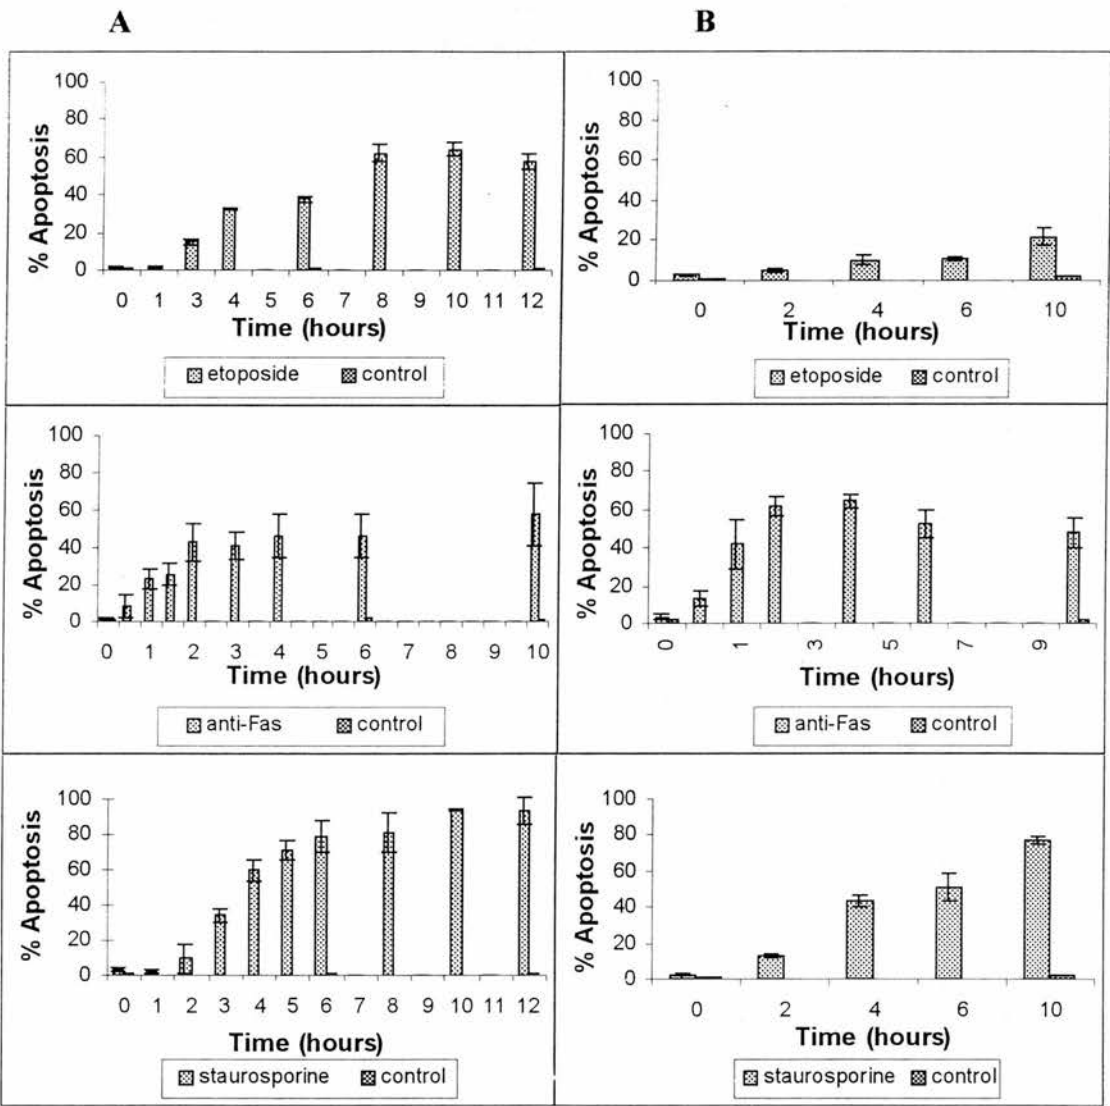 A B
100
80
60
40
20
0
% Apoptosis
0 1 3 4 5 6 7 8 9 10 11 12
Time (hours)
etoposide control
100
80
60
40
20
0
% Apoptosis
0 2 4 6 10
Time (hours)
etoposide control
100
80
60
40
20
0
% Apoptosis
0 1 2 3 4 5 6 7 8 9 10
Time (hours)
anti-Fas control
100
80
60
40
20
0
% Apoptosis
0 1 3 5 7 9
Time (hours)
anti-Fas control
100
80
60
40
20
0
% Apoptosis
0 1 2 3 4 5 6 7 8 9 10 11 12
Time (hours)
staurosporine control
100
80
60
40
20
0
% Apoptosis
0 2 4 6 10
Time (hours)
staurosporine control